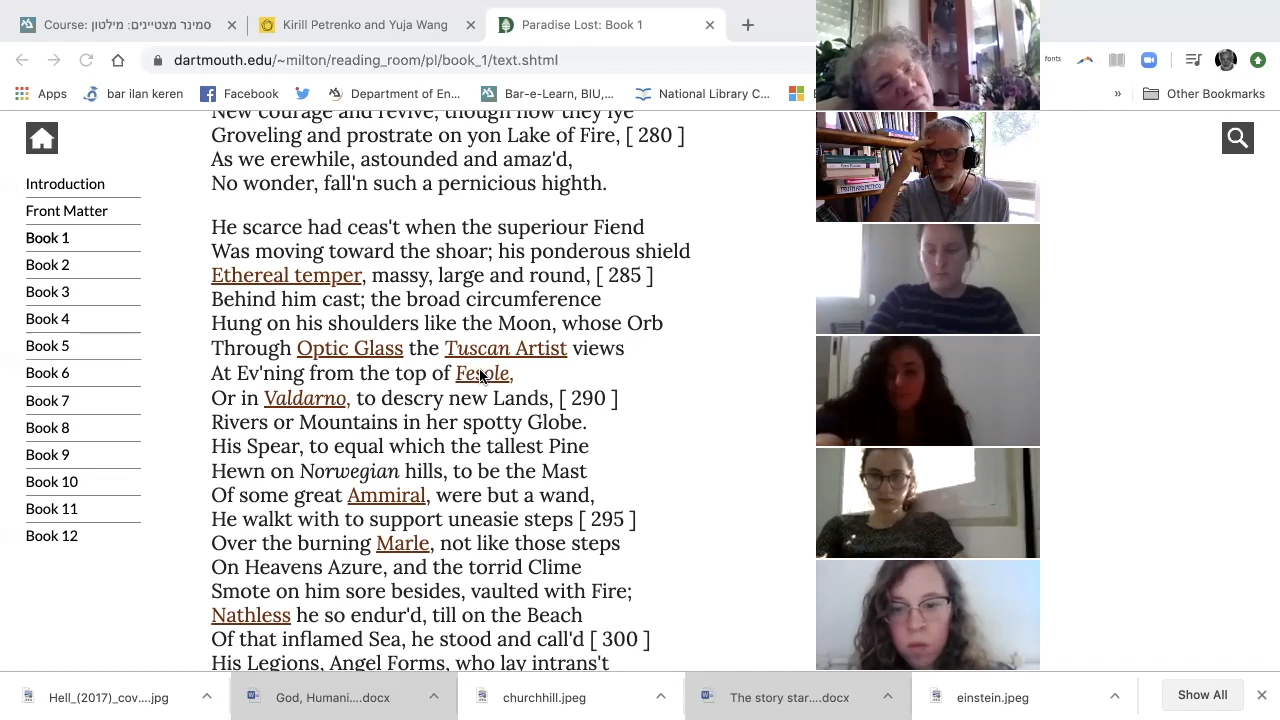 Course: סמינר מצטיינים: מילטון
Kirill Petrenko and Yuja Wang
Paradise Lost: Book 1
dartmouth.edu/~milton/reading_room/pl/book_1/text.shtml
fonts
Apps
bar ilan keren
Facebook
Department of En...
Bar-e-Learn, BIU,...
National Library C...
»
Other Bookmarks
Introduction
Front Matter
Book 1
Book 2
Book 3
Book 4
Book 5
Book 6
Book 7
Book 8
Book 9
Book 10
Book 11
Book 12
New courage and revive, though now they lye
Groveling and prostrate on yon Lake of Fire, [ 280 ]
As we erewhile, astounded and amaz'd,
No wonder, fall'n such a pernicious highth.
He scarce had ceas't when the superiour Fiend
Was moving toward the shoar; his ponderous shield
Ethereal temper, massy, large and round, [ 285 ]
Behind him cast; the broad circumference
Hung on his shoulders like the Moon, whose Orb
Through Optic Glass the Tuscan Artist views
At Ev'ning from the top of Fesole,
Or in Valdarno, to descry new Lands, [ 290 ]
Rivers or Mountains in her spotty Globe.
His Spear, to equal which the tallest Pine
Hewn on Norwegian hills, to be the Mast
Of some great Ammiral, were but a wand,
He walkt with to support uneasie steps [ 295 ]
Over the burning Marle, not like those steps
On Heavens Azure, and the torrid Clime
Smote on him sore besides, vaulted with Fire;
Nathless he so endur'd, till on the Beach
Of that inflamed Sea, he stood and call'd [ 300 ]
His Legions, Angel Forms, who lay intrans't
Hell_(2017)_cov....jpg
God, Humani....docx
churchhill.jpeg
The story star....docx
einstein.jpeg
Show All